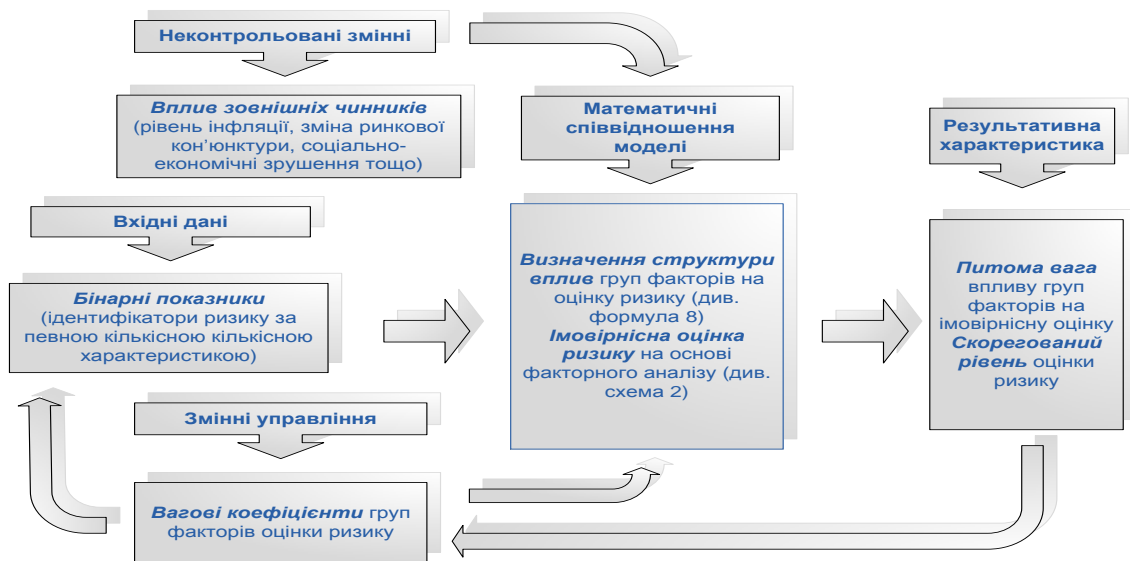 Неконтрольовані змінні
Вплив зовнішніх чинників
(рівень інфляції, зміна ринкової
кон’юнктури, соціально-
економічні зрушення тощо)
Математичні
співвідношення
моделі
Результативна
характеристика
Вхідні дані
Бінарні показники
(ідентифікатори ризику за
певною кількісною кількісною
характеристикою)
Визначення структури
вплив груп факторів на
оцінку ризику (див.
формула 8)
Імовірнісна оцінка
ризику на основі
факторного аналізу (див.
схема 2)
Питома вага
впливу груп
факторів на
імовірнісну оцінку
Скорегований
рівень оцінки
ризику
Змінні управління
Вагові коефіцієнти груп
факторів оцінки ризику